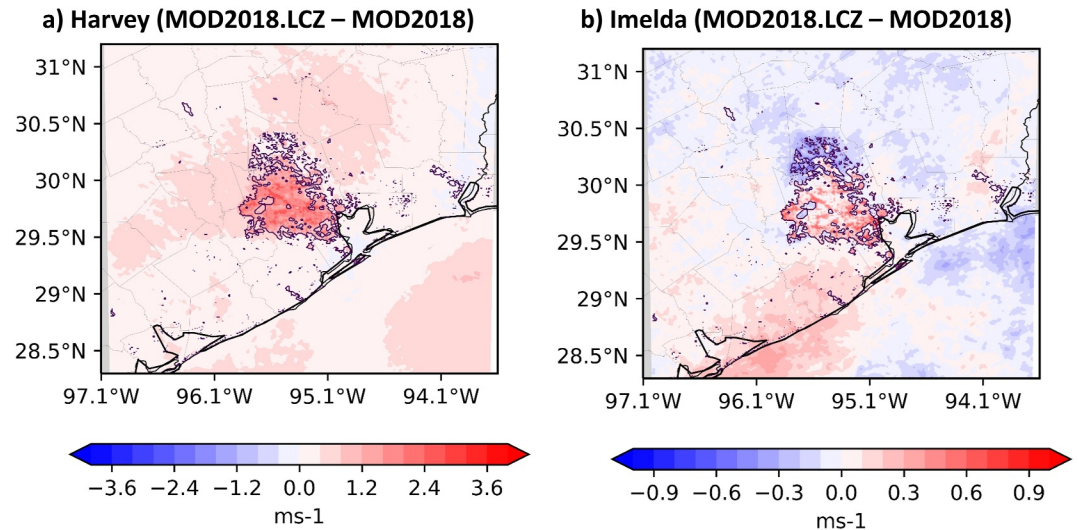 a) Harvey (MOD2018.LCZ – MOD2018)
b) Imelda (MOD2018.LCZ – MOD2018)
31°N
30.5°N
30°N
29.5°N
29°N
28.5°N
97.1°W 96.1°W 95.1°W 94.1°W
31°N
30.5°N
30°N
29.5°N
29°N
28.5°N
97.1°W 96.1°W 95.1°W 94.1°W
−3.6 −2.4 −1.2 0.0 1.2 2.4 3.6
ms-1
−0.9 −0.6 −0.3 0.0 0.3 0.6 0.9
ms-1